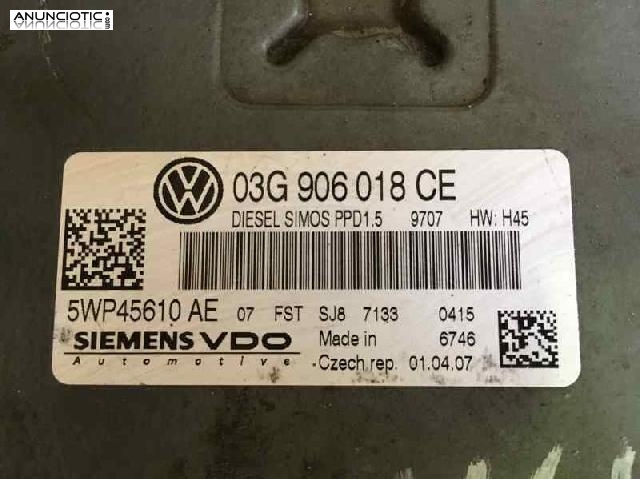 ANUNCIOTIC.COM
03G 906 018 CE
DIESEL SIMOS PPD1.5 9707 HW: H45
5WP45610 AE 07 FST SJ8 7133 0415
SIEMENS VDO Made in 6746
Automotive Czech rep. 01.04.07